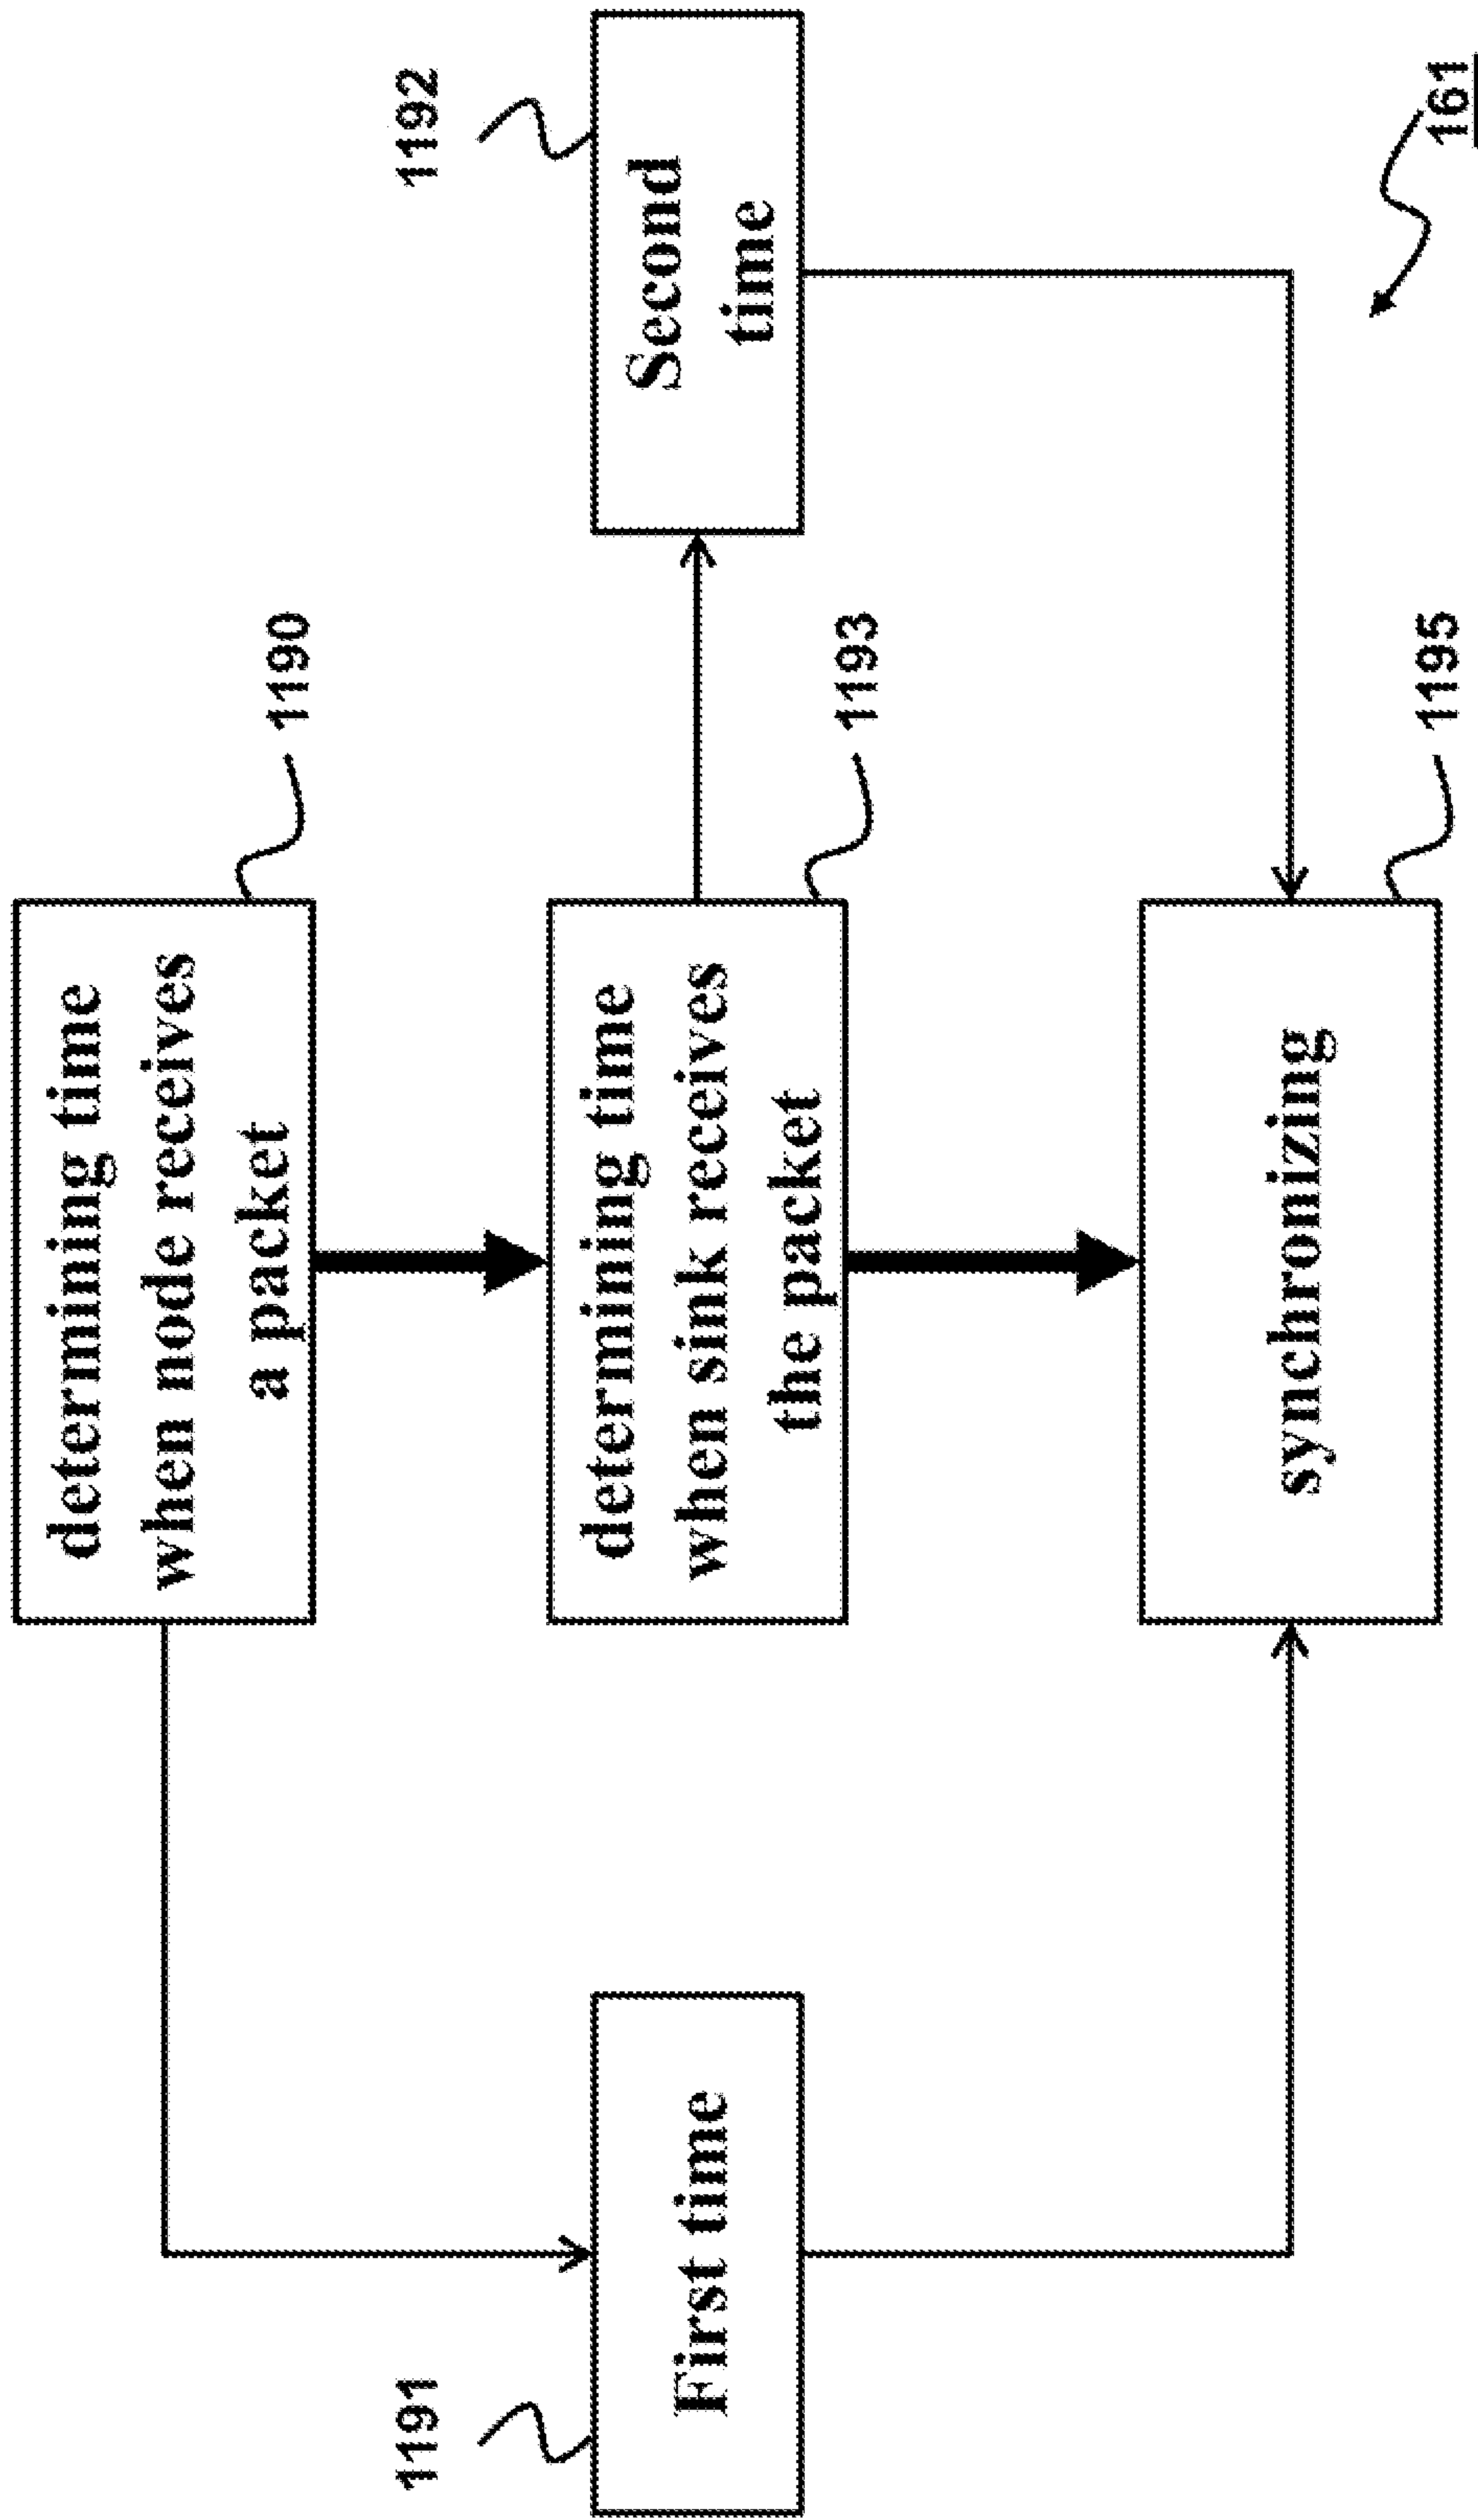 determining time
when node receives
a packet
1190
1191
First time
determining time
when sink receives
the packet
1193
1192
Second
time
synchronizing
1195
161